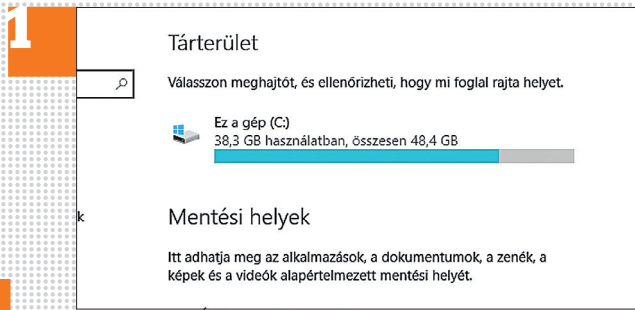 1
Tárterület
Válasszon meghajtót, és ellenőrizheti, hogy mi foglal rajta helyet.
Ez a gép (C:)
38,3 GB használatban, összesen 48,4 GB
k
Mentési helyek
Itt adhatja meg az alkalmazások, a dokumentumok, a zenék, a
képek és a videók alapértelmezett mentési helyét.